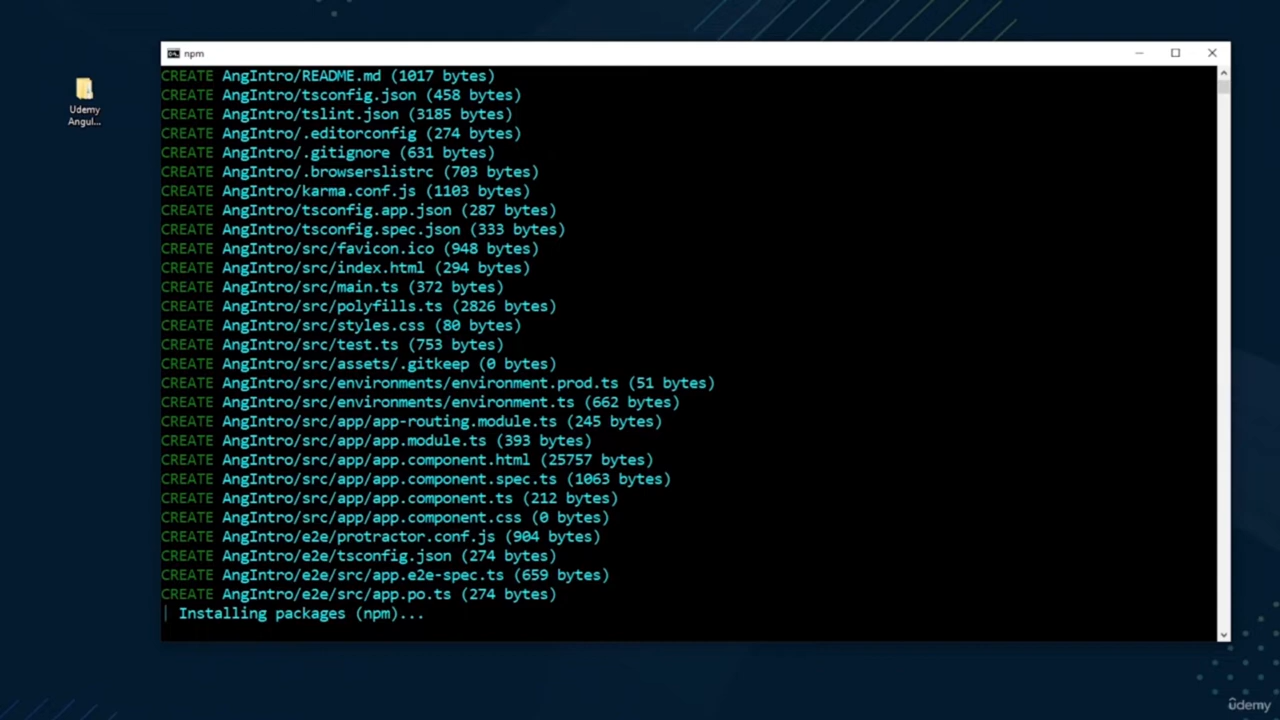 npm
Udemy
Angul...
CREATE AngIntro/README.md (1017 bytes)
CREATE AngIntro/tsconfig.json (458 bytes)
CREATE AngIntro/tslint.json (3185 bytes)
CREATE AngIntro/.editorconfig (274 bytes)
CREATE AngIntro/.gitignore (631 bytes)
CREATE AngIntro/.browserslistrc (703 bytes)
CREATE AngIntro/karma.conf.js (1103 bytes)
CREATE AngIntro/tsconfig.app.json (287 bytes)
CREATE AngIntro/tsconfig.spec.json (333 bytes)
CREATE AngIntro/src/favicon.ico (948 bytes)
CREATE AngIntro/src/index.html (294 bytes)
CREATE AngIntro/src/main.ts (372 bytes)
CREATE AngIntro/src/polyfills.ts (2826 bytes)
CREATE AngIntro/src/styles.css (80 bytes)
CREATE AngIntro/src/test.ts (753 bytes)
CREATE AngIntro/src/assets/.gitkeep (0 bytes)
CREATE AngIntro/src/environments/environment.prod.ts (51 bytes)
CREATE AngIntro/src/environments/environment.ts (662 bytes)
CREATE AngIntro/src/app/app-routing.module.ts (245 bytes)
CREATE AngIntro/src/app/app.module.ts (393 bytes)
CREATE AngIntro/src/app/app.component.html (25757 bytes)
CREATE AngIntro/src/app/app.component.spec.ts (1063 bytes)
CREATE AngIntro/src/app/app.component.ts (212 bytes)
CREATE AngIntro/src/app/app.component.css (0 bytes)
CREATE AngIntro/e2e/protractor.conf.js (904 bytes)
CREATE AngIntro/e2e/tsconfig.json (274 bytes)
CREATE AngIntro/e2e/src/app.e2e-spec.ts (659 bytes)
CREATE AngIntro/e2e/src/app.po.ts (274 bytes)
| Installing packages (npm)...
ûdemy